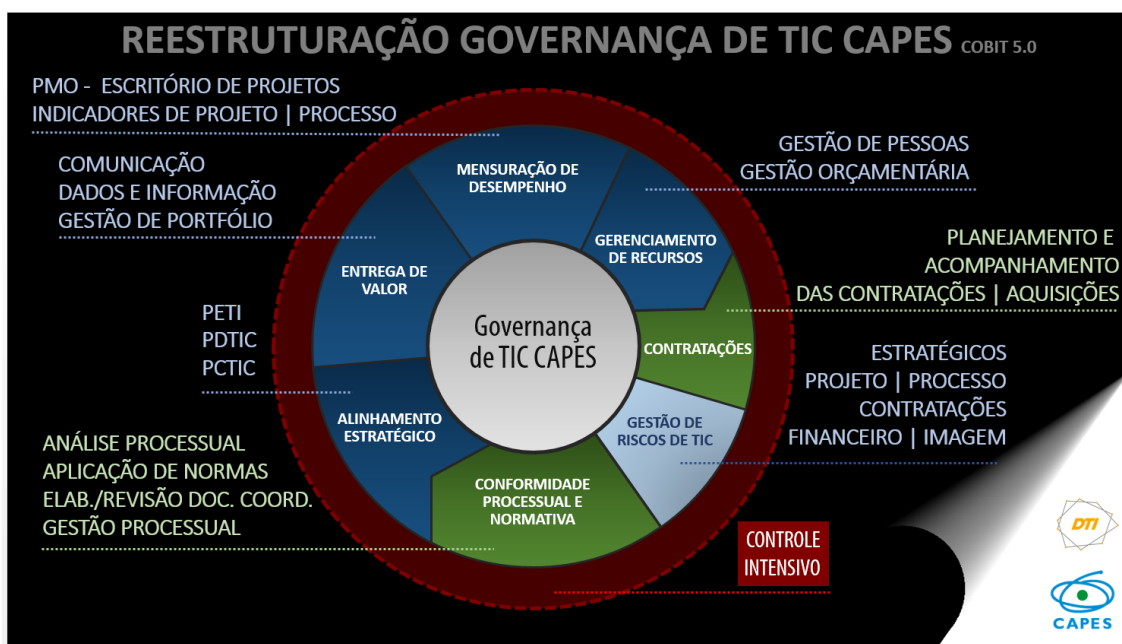 REESTRUTURAÇÃO GOVERNANÇA DE TIC CAPES COBIT 5.0
PMO - ESCRITÓRIO DE PROJETOS
INDICADORES DE PROJETO | PROCESSO
COMUNICAÇÃO
DADOS E INFORMAÇÃO
GESTÃO DE PORTFÓLIO
PETI
PDTIC
PCTIC
ANÁLISE PROCESSUAL
APLICAÇÃO DE NORMAS
ELAB./REVISÃO DOC. COORD.
GESTÃO PROCESSUAL
MENSURAÇÃO DE
DESEMPENHO
GERENCIAMENTO
DE RECURSOS
ENTREGA DE
VALOR
Governança
de TIC CAPES
CONTRATAÇÕES
ALINHAMENTO
ESTRATÉGICO
GESTÃO DE
RISCOS DE TIC
CONFORMIDADE
PROCESSUAL E
NORMATIVA
GESTÃO DE PESSOAS
GESTÃO ORÇAMENTÁRIA
PLANEJAMENTO E
ACOMPANHAMENTO
DAS CONTRATAÇÕES | AQUISIÇÕES
ESTRATÉGICOS
PROJETO | PROCESSO
CONTRATAÇÕES
FINANCEIRO | IMAGEM
CONTROLE
INTENSIVO
DTI
CAPES